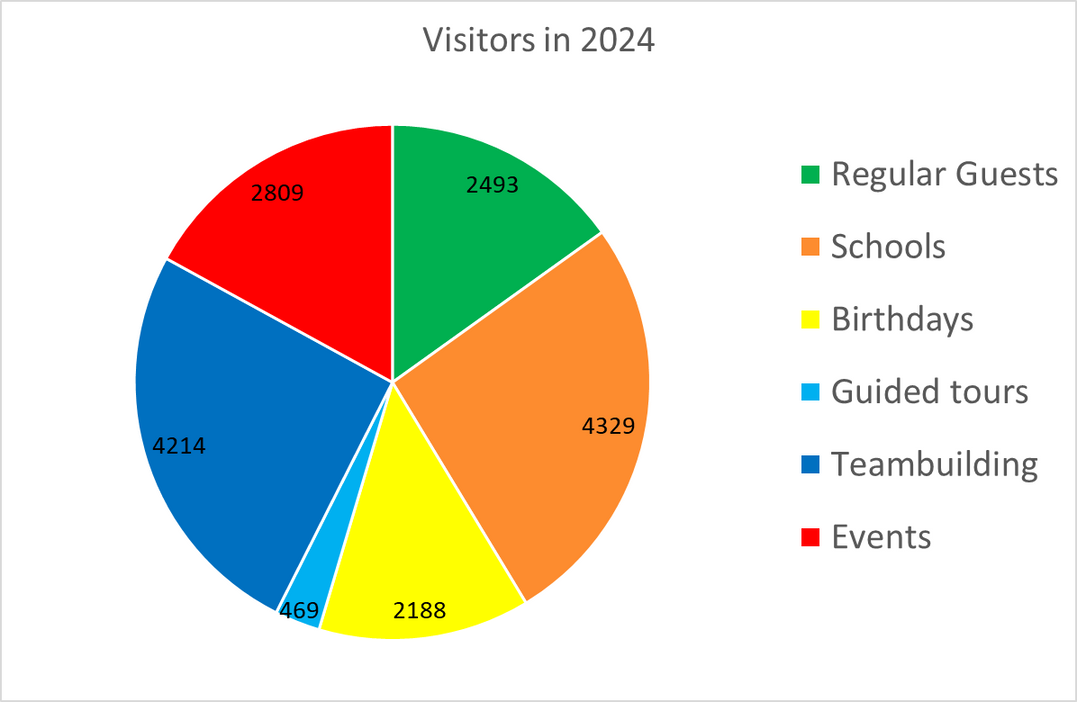 Visitors in 2024
2809
2493
4214
4329
469
2188
Regular Guests
Schools
Birthdays
Guided tours
Teambuilding
Events